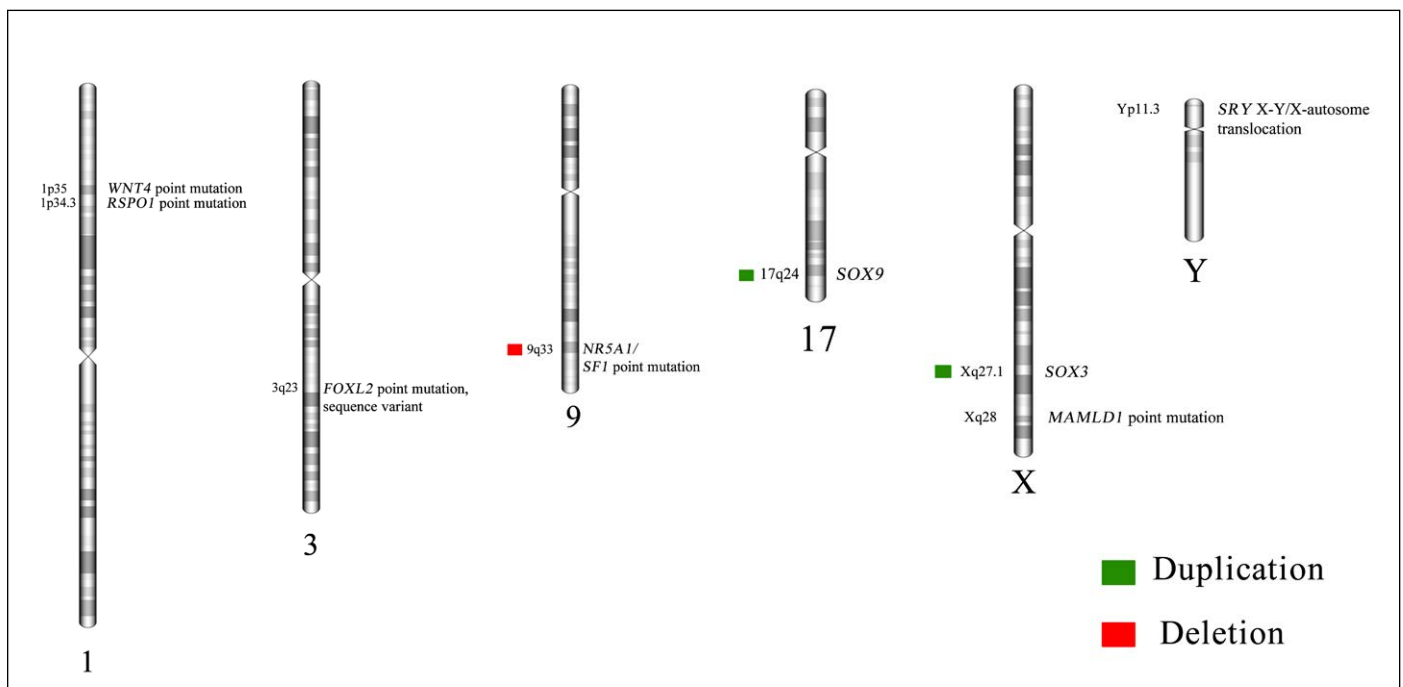 1p35 WNT4 point mutation
1p34.3 RSPO1 point mutation
1
3q23 FOXL2 point mutation,
sequence variant
3
9q33 NR5A1/
SF1 point mutation
9
17q24 SOX9
17
Xq27.1 SOX3
Xq28 MAMLD1 point mutation
X
Yp11.3 SRY X-Y/X-autosome
translocation
Y
Duplication
Deletion